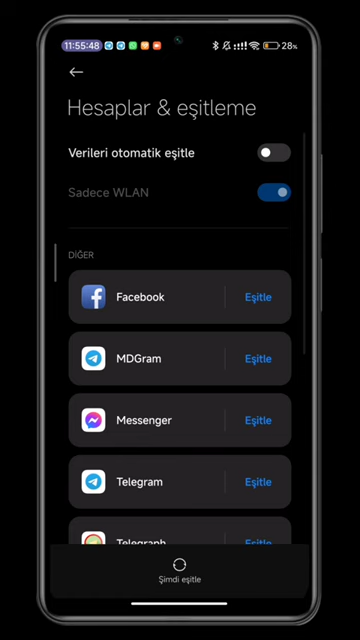 11:55:48
28%
Hesaplar & eşitleme
Verileri otomatik eşitle
Sadece WLAN
DİĞER
Facebook
Eşitle
MDGram
Eşitle
Messenger
Eşitle
Telegram
Eşitle
Telegraph
Eşitle
Şimdi eşitle